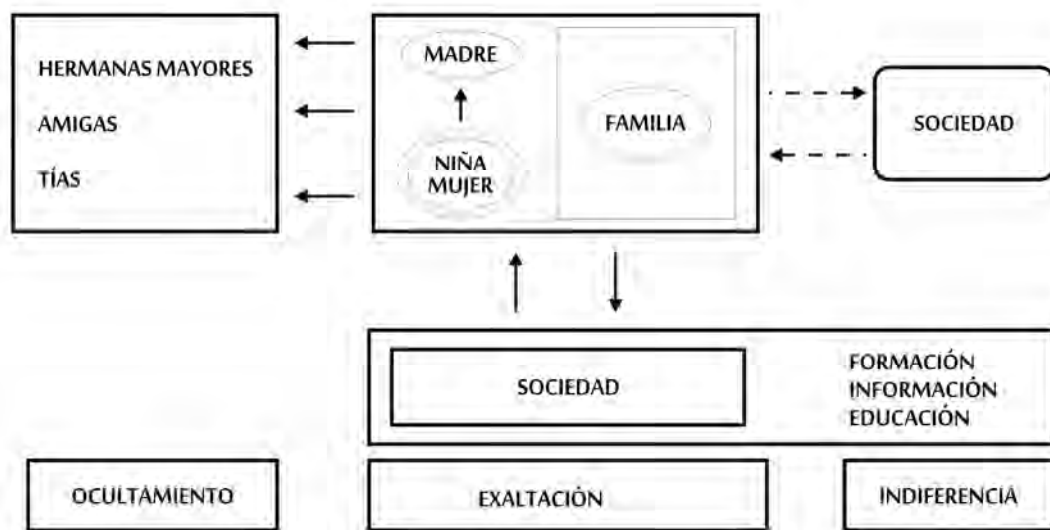 HERMANAS MAYORES
AMIGAS
TÍAS
MADRE
NIÑA
MUJER
FAMILIA
SOCIEDAD
SOCIEDAD
FORMACIÓN
INFORMACIÓN
EDUCACIÓN
OCULTAMIENTO
EXALTACIÓN
INDIFERENCIA